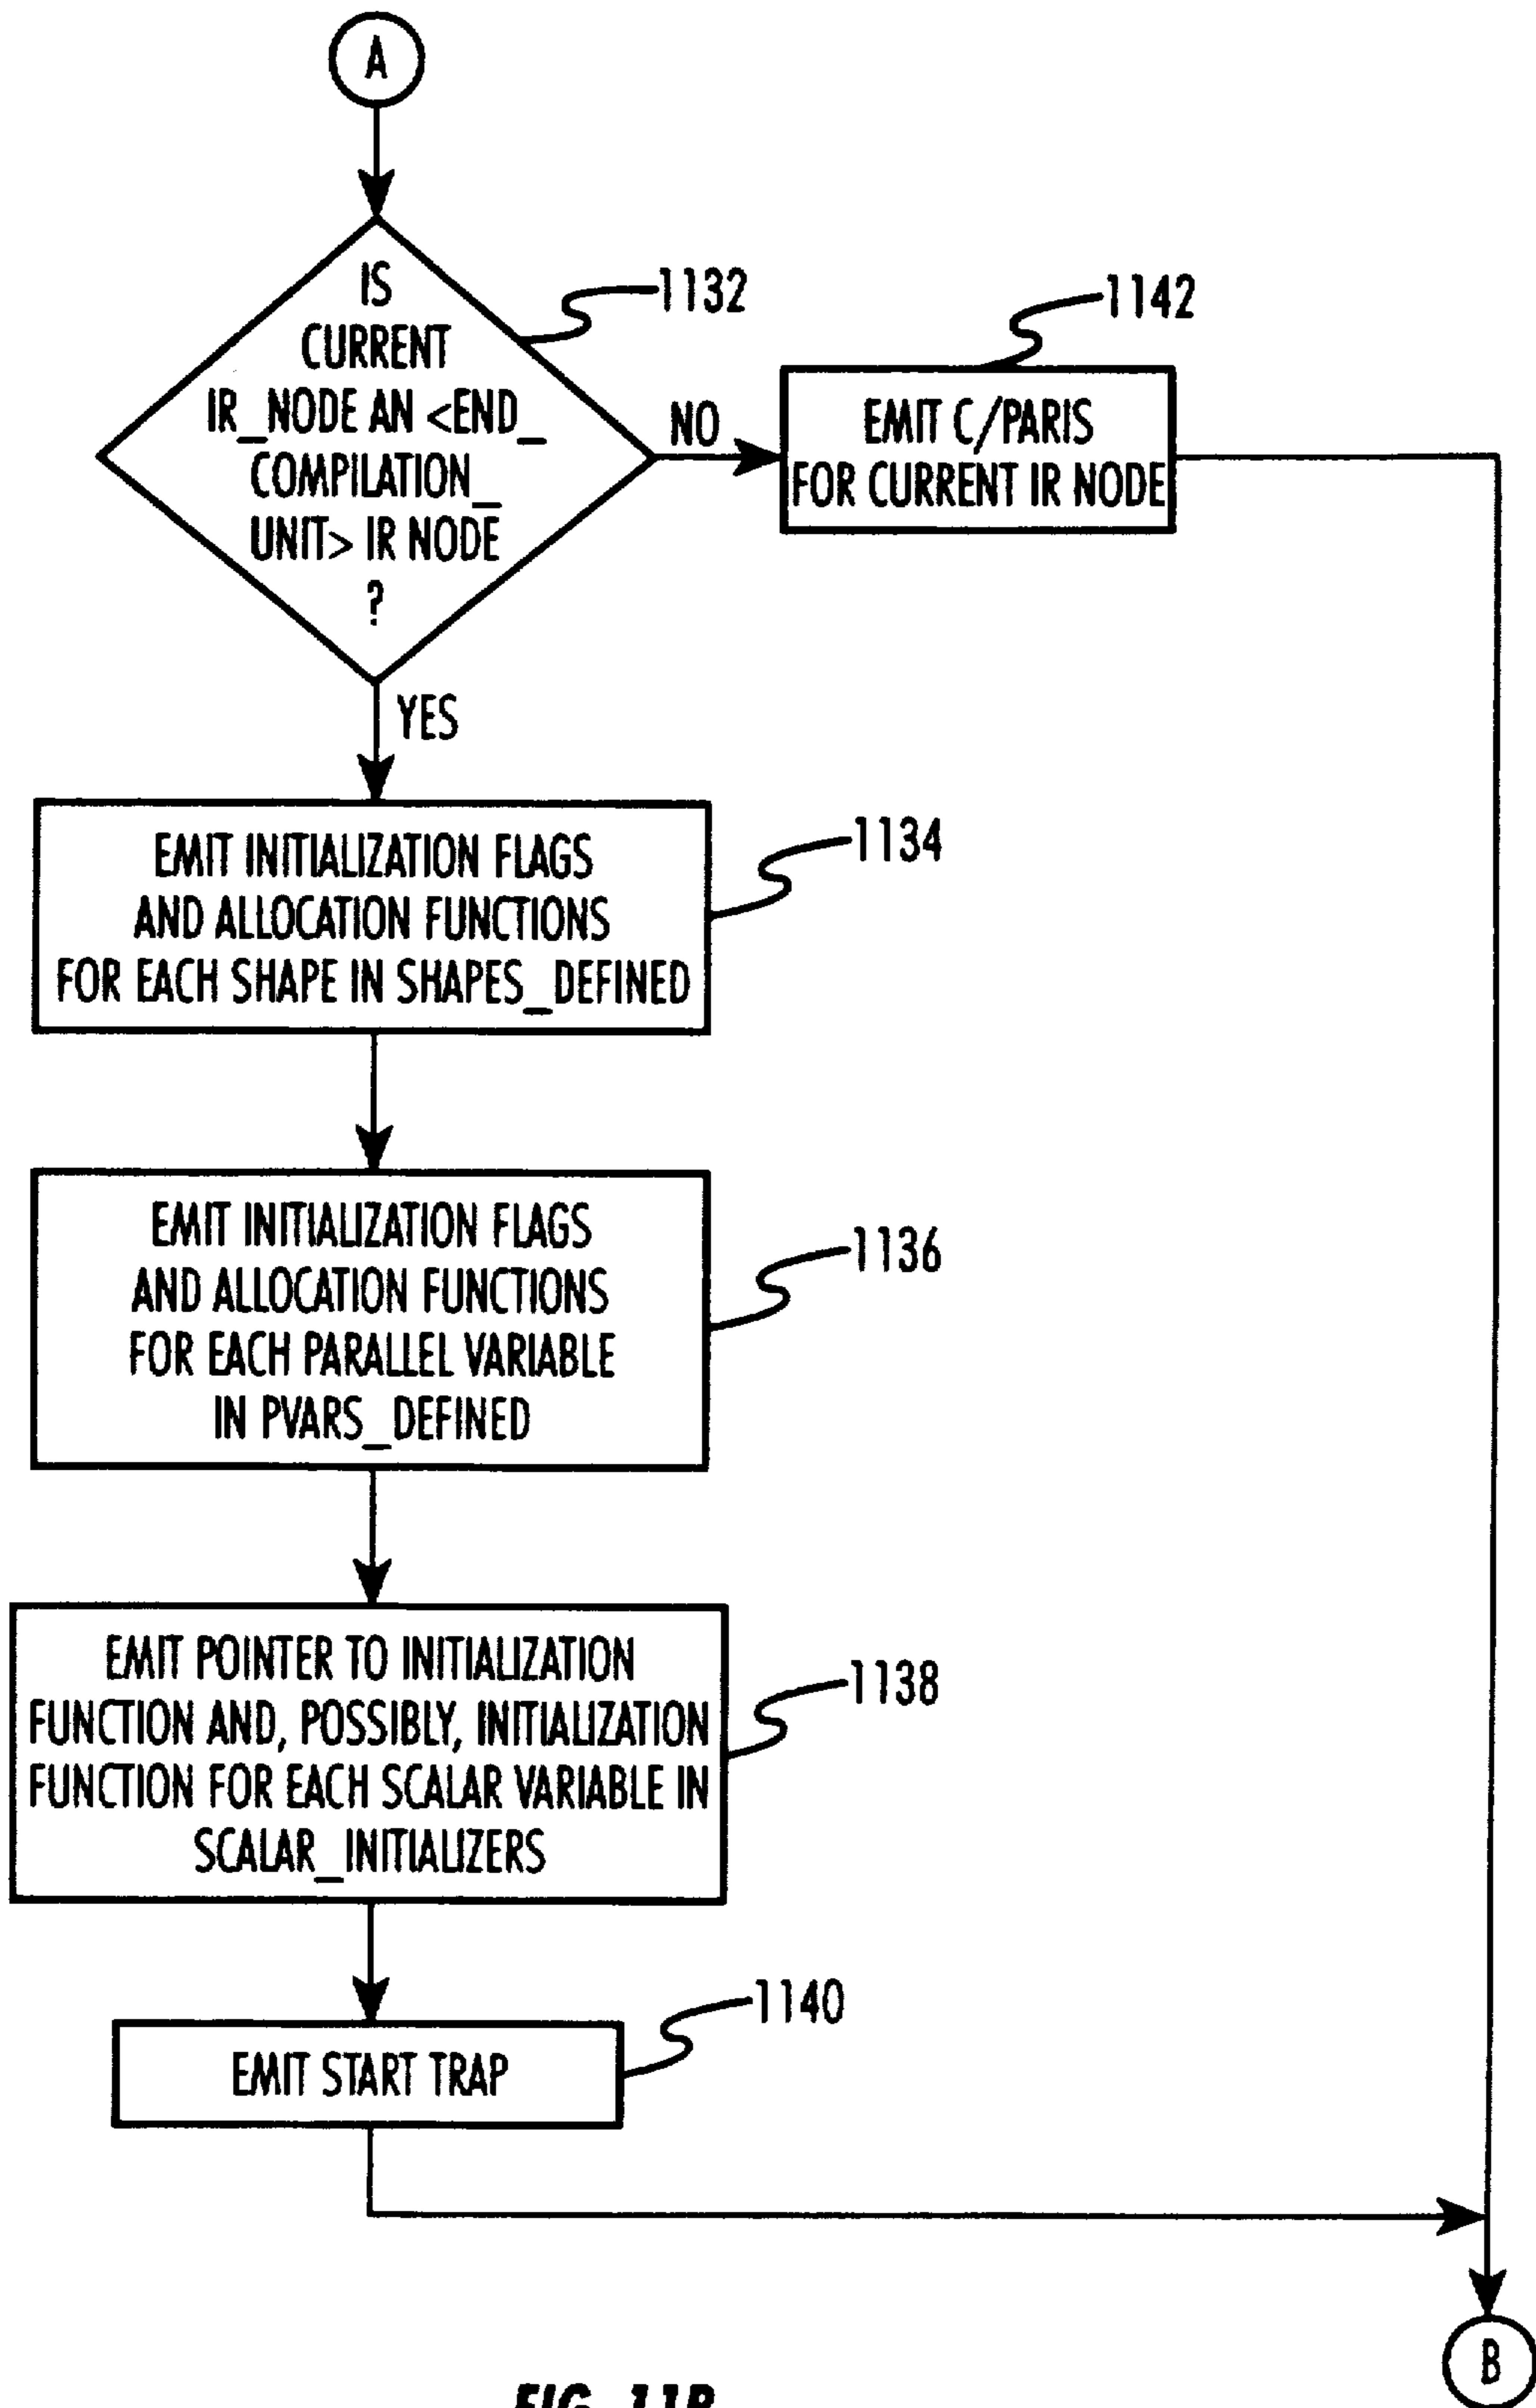 A
IS
CURRENT
IR_NODE AN <END_
COMPILATION_
UNIT> IR NODE
?
1132
NO
1142
EMIT C/PARIS
FOR CURRENT IR NODE
YES
EMIT INITIALIZATION FLAGS
AND ALLOCATION FUNCTIONS
FOR EACH SHAPE IN SHAPES_DEFINED
1134
EMIT INITIALIZATION FLAGS
AND ALLOCATION FUNCTIONS
FOR EACH PARALLEL VARIABLE
IN PVARS_DEFINED
1136
EMIT POINTER TO INITIALIZATION
FUNCTION AND, POSSIBLY, INITIALIZATION
FUNCTION FOR EACH SCALAR VARIABLE IN
SCALAR_INITIALIZERS
1138
EMIT START TRAP
1140
B
FIG. 11B